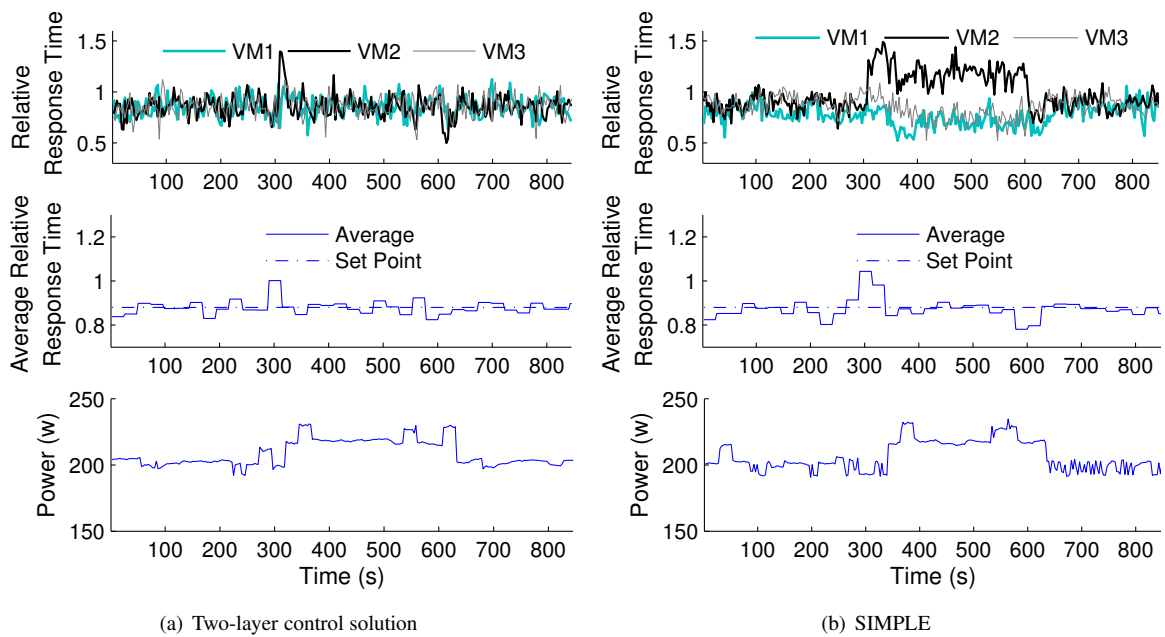 Relative
Response Time
1.5
1
0.5
VM1 VM2 VM3
100 200 300 400 500 600 700 800
Average Relative
Response Time
1.2
1
0.8
Average
Set Point
100 200 300 400 500 600 700 800
Power (w)
250
200
150
100 200 300 400 500 600 700 800
Time (s)
(a) Two-layer control solution
Relative
Response Time
1.5
1
0.5
VM1 VM2 VM3
100 200 300 400 500 600 700 800
Average Relative
Response Time
1.2
1
0.8
Average
Set Point
100 200 300 400 500 600 700 800
Power (w)
250
200
150
100 200 300 400 500 600 700 800
Time (s)
(b) SIMPLE